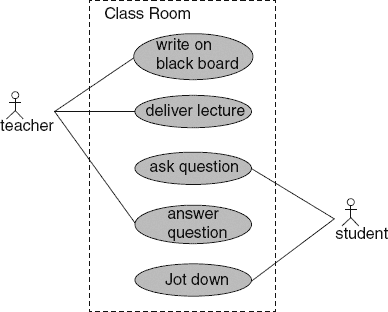 Class Room
write on
black board
deliver lecture
teacher
ask question
answer
question
student
Jot down